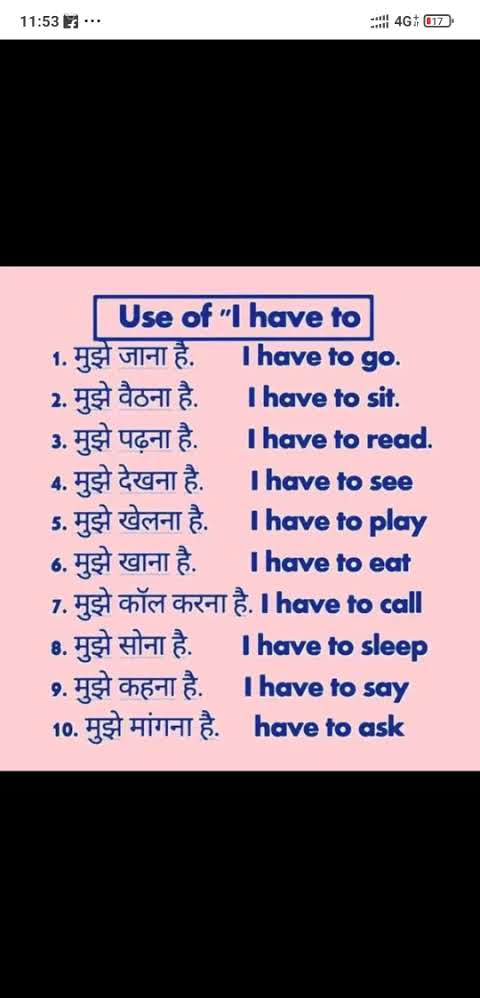 11:53 ...
4G 17
Use of "I have to
1. मुझे जाना है. I have to go.
2. मुझे वैठना है. I have to sit.
3. मुझे पढ़ना है. I have to read.
4. मुझे देखना है. I have to see
5. मुझे खेलना है. I have to play
6. मुझे खाना है. I have to eat
7. मुझे कॉल करना है. I have to call
8. मुझे सोना है. I have to sleep
9. मुझे कहना है. I have to say
10. मुझे मांगना है. have to ask